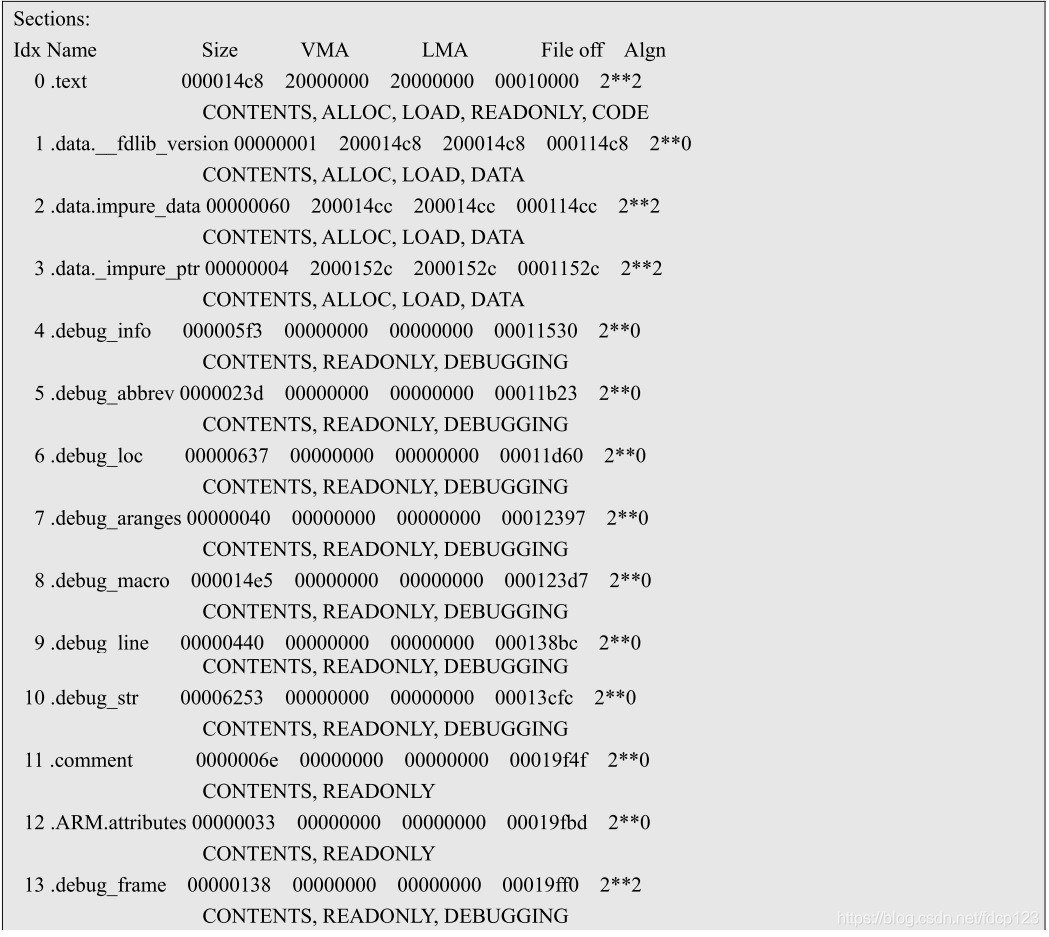 Sections:
Idx Name Size VMA LMA File off Algn
0 .text 000014c8 20000000 20000000 00010000 2**2
CONTENTS, ALLOC, LOAD, READONLY, CODE
1 .data.__fdlib_version 00000001 200014c8 200014c8 000114c8 2**0
CONTENTS, ALLOC, LOAD, DATA
2 .data.impure_data 00000060 200014cc 200014cc 000114cc 2**2
CONTENTS, ALLOC, LOAD, DATA
3 .data._impure_ptr 00000004 2000152c 2000152c 0001152c 2**2
CONTENTS, ALLOC, LOAD, DATA
4 .debug_info 000005f3 00000000 00000000 00011530 2**0
CONTENTS, READONLY, DEBUGGING
5 .debug_abbrev 0000023d 00000000 00000000 00011b23 2**0
CONTENTS, READONLY, DEBUGGING
6 .debug_loc 00000637 00000000 00000000 00011d60 2**0
CONTENTS, READONLY, DEBUGGING
7 .debug_aranges 00000040 00000000 00000000 00012397 2**0
CONTENTS, READONLY, DEBUGGING
8 .debug_macro 000014e5 00000000 00000000 000123d7 2**0
CONTENTS, READONLY, DEBUGGING
9 .debug_line 00000440 00000000 00000000 000138bc 2**0
CONTENTS, READONLY, DEBUGGING
10 .debug_str 00006253 00000000 00000000 00013cfc 2**0
CONTENTS, READONLY, DEBUGGING
11 .comment 0000006e 00000000 00000000 00019f4f 2**0
CONTENTS, READONLY
12 .ARM.attributes 00000033 00000000 00000000 00019fbd 2**0
CONTENTS, READONLY
13 .debug_frame 00000138 00000000 00000000 00019ff0 2**2
CONTENTS, READONLY, DEBUGGING
https://blog.csdn.net/fdcp123